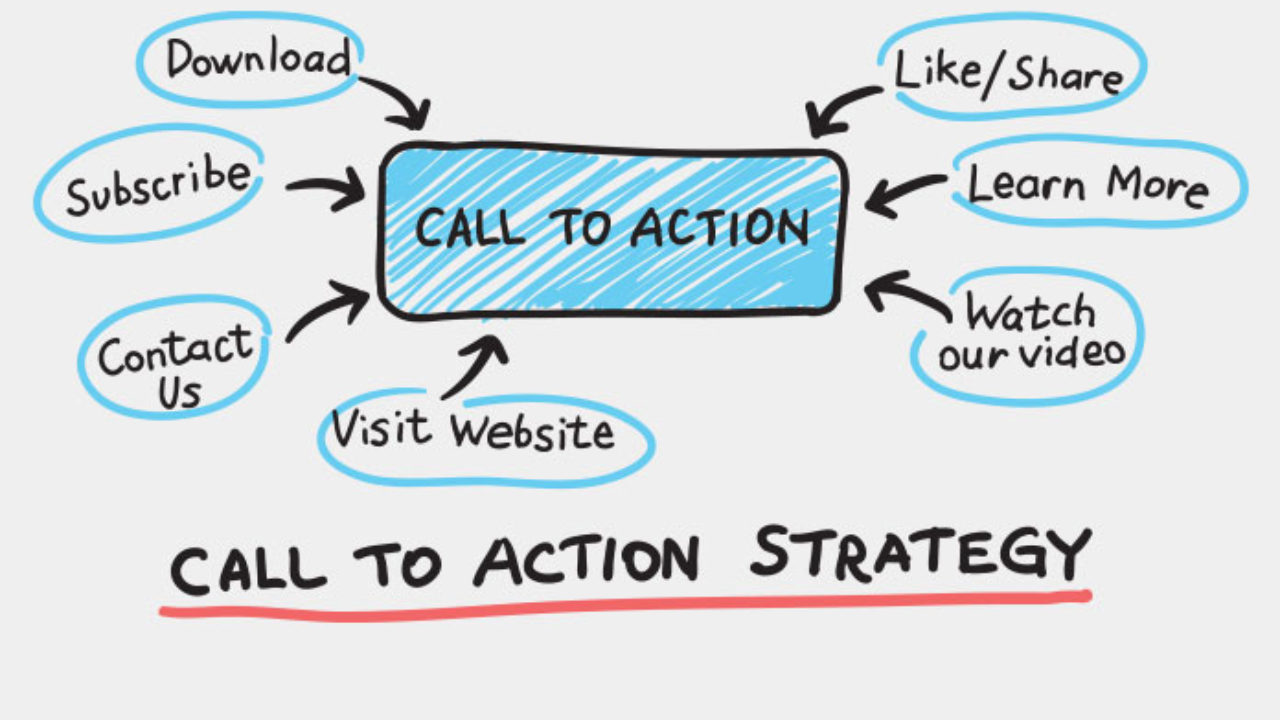 Download
Like/Share
Subscribe
Learn More
CALL TO ACTION
Contact
Us
Watch
our video
Visit Website
CALL TO ACTION STRATEGY